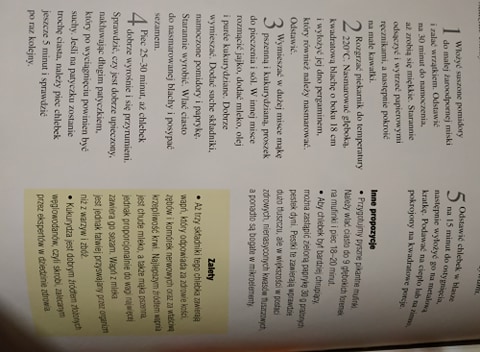 1 Włożyć suszone pomidory
do małej żaroodpornej miski
i zalać wrzątkiem. Odstawić
na 30 minut do namoczenia,
aż zrobią się miękkie. Starannie
odsączyć i wytrzeć papierowymi
ręcznikami, a następnie pokroić
na małe kawałki.
2 Rozgrzać piekarnik do temperatury
220°C. Nasmarować głęboką,
kwadratową blachę o boku 18 cm
i wyłożyć jej dno pergaminem,
który również należy nasmarować.
Odstawić.
3 Wymieszać w dużej misce mąkę
pszenną i kukurydzianą, proszek
do pieczenia i sól. W innej misce
rozmącić jajko, dodać mleko, olej
i parée kukurydziane. Dobrze
wymieszać. Dodać suche składniki,
namoczone pomidory i paprykę.
Starannie wyrobić. Wlać ciasto
do nasmarowanej blachy i posypać
sezamem.
4 Piec 25–30 minut, aż chlebek
dobrze wyrośnie i się przyrumieni.
Sprawdzić, czy jest dobrze upieczony,
nakłuwając długim patyczkiem,
który po wyciągnięciu powinien być
suchy. Jeśli na patyczku zostanie
trochę ciasta, należy piec chlebek
jeszcze 5 minut i sprawdzić
po raz kolejny.
5 Odstawić chlebek w blasze
na 15 minut do ostygnięcia,
następnie wyłożyć go na metalową
kratkę. Podawać na ciepło lub na zimno,
pokrojony na kwadratowe porcje.
Inne propozycje
• Przygotujmy pyszne pikantne mufinki.
Należy wlać ciasto do 9 głębokich foremek
na mufinki i piec 18–20 minut.
• Aby chlebek był bardziej chrupiący,
można zastąpić zieloną paprykę 30 g prażonych
pestek dyni. Pestki te zawierają wprawdzie
dużo tłuszczu, ale w większości w postaci
zdrowych, nienasyconych kwasów tłuszczowych,
a ponadto są bogate w mikroelementy.
Zalety
• Aż trzy składniki tego chlebka zawierają
wapń, który odpowiada za zdrowie kości,
zębów i komórek nerwowych oraz za właściwą
krzepliwość krwi. Najlepszym źródłem wapnia
jest chude mleko, a także mąka pszenna,
jednak proporcjonalnie do wagi najwięcej
zawiera go sezam. Wapń z mleka
jest jednak łatwiej przyswajany przez organizm
niż z warzyw i zbóż.
• Kukurydza jest dobrym źródłem złożonych
węglowodanów, czyli skrobi, zalecanym
przez ekspertów w dziedzinie zdrowia.